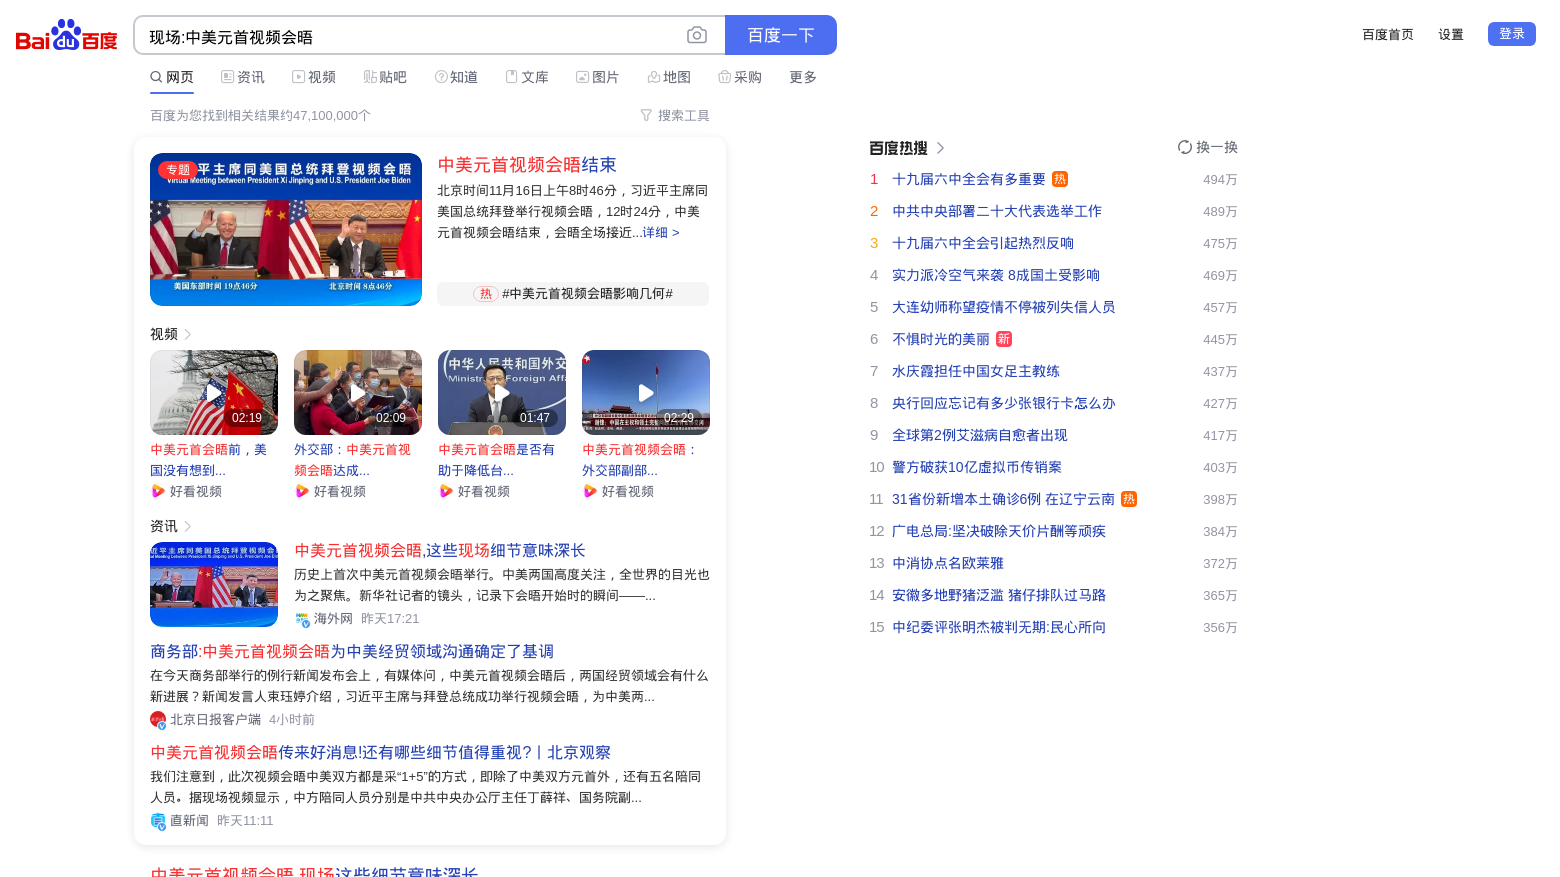 Bai du 百度
现场:中美元首视频会晤
百度一下
百度首页
设置
登录
网页
资讯
视频
贴吧
知道
文库
图片
地图
采购
更多
百度为您找到相关结果约47,100,000个
搜索工具
专题
平主席同美国总统拜登视频会晤
Virtual Meeting between President Xi Jinping and U.S. President Joe Biden
美国东部时间 19点46分
北京时间 8点46分
中美元首视频会晤结束
北京时间11月16日上午8时46分，习近平主席同
美国总统拜登举行视频会晤，12时24分，中美
元首视频会晤结束，会晤全场接近...详细 >
热 #中美元首视频会晤影响几何#
视频
02:19
02:09
中华人民共和国外交
Ministry Foreign Affa
01:47
02:29
中美元首会晤前，美
国没有想到...
好看视频
外交部：中美元首视
频会晤达成...
好看视频
中美元首会晤是否有
助于降低台...
好看视频
中美元首视频会晤：
外交部副部...
好看视频
资讯
近平主席同美国总统拜登视频会
中美元首视频会晤,这些现场细节意味深长
历史上首次中美元首视频会晤举行。中美两国高度关注，全世界的目光也
为之聚焦。新华社记者的镜头，记录下会晤开始时的瞬间——...
海外网 昨天17:21
商务部:中美元首视频会晤为中美经贸领域沟通确定了基调
在今天商务部举行的例行新闻发布会上，有媒体问，中美元首视频会晤后，两国经贸领域会有什么
新进展？新闻发言人束珏婷介绍，习近平主席与拜登总统成功举行视频会晤，为中美两...
北京日报客户端 4小时前
中美元首视频会晤传来好消息!还有哪些细节值得重视?丨北京观察
我们注意到，此次视频会晤中美双方都是采“1+5”的方式，即除了中美双方元首外，还有五名陪同
人员。据现场视频显示，中方陪同人员分别是中共中央办公厅主任丁薛祥、国务院副...
直新闻 昨天11:11
中美元首视频会晤,现场这些细节意味深长
百度热搜
换一换
1 十九届六中全会有多重要 热 494万
2 中共中央部署二十大代表选举工作 489万
3 十九届六中全会引起热烈反响 475万
4 实力派冷空气来袭 8成国土受影响 469万
5 大连幼师称望疫情不停被列失信人员 457万
6 不惧时光的美丽 新 445万
7 水庆霞担任中国女足主教练 437万
8 央行回应忘记有多少张银行卡怎么办 427万
9 全球第2例艾滋病自愈者出现 417万
10 警方破获10亿虚拟币传销案 403万
11 31省份新增本土确诊6例 在辽宁云南 热 398万
12 广电总局:坚决破除天价片酬等顽疾 384万
13 中消协点名欧莱雅 372万
14 安徽多地野猪泛滥 猪仔排队过马路 365万
15 中纪委评张明杰被判无期:民心所向 356万